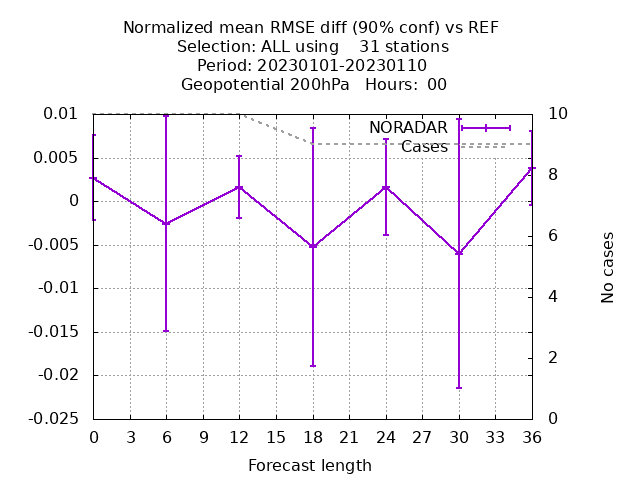 Normalized mean RMSE diff (90% conf) vs REF
Selection: ALL using    31 stations
Period: 20230101-20230110
Geopotential 200hPa   Hours:  00
0.01
0.005
0
-0.005
-0.01
-0.015
-0.02
-0.025
NORADAR
Cases
10
8
6
4
2
0
No cases
0 3 6 9 12 15 18 21 24 27 30 33 36
Forecast length